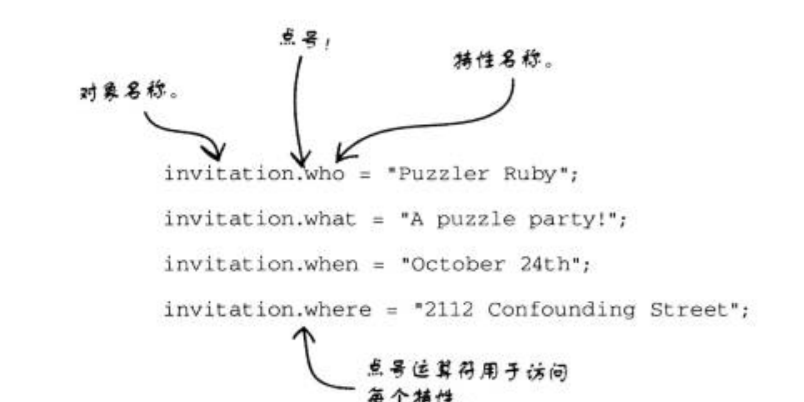 点号！
特性名称。
对象名称。
invitation.who = "Puzzler Ruby";
invitation.what = "A puzzle party!";
invitation.when = "October 24th";
invitation.where = "2112 Confounding Street";
点号运算符用于访问
每个特性